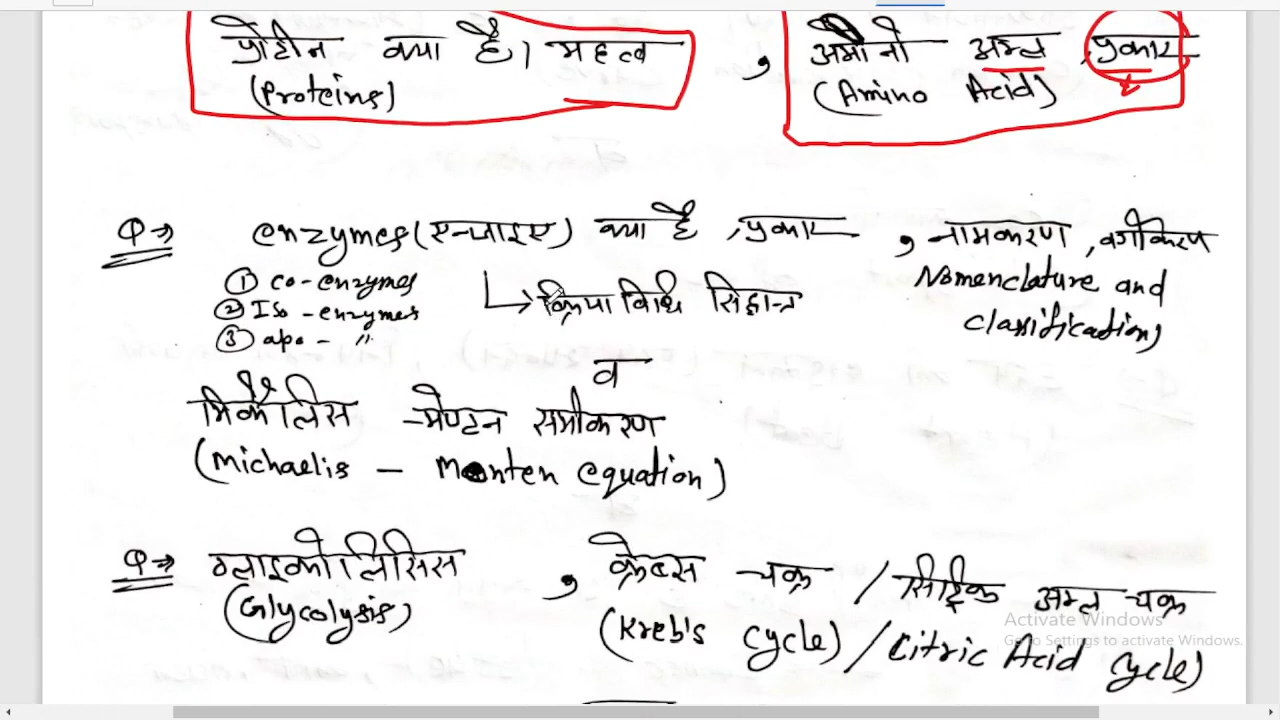 प्रोटीन क्या है। महत्व , अमीनो अम्ल , प्रकार
(Proteins) (Amino Acid)
Q⇒ enzymes (एन्जाइम) क्या है , प्रकार , नामकरण , वर्गीकरण
① co-enzymes
② Iso-enzymes
③ apo- "
↳ क्रिया विधि सिद्धान्त
Nomenclature and
classification)
व
मिकेलिस - मेण्टन समीकरण
(Michaelis - Menten equation)
Q⇒ ग्लाइकोलिसिस , क्रेब्स चक्र / सिट्रिक अम्ल चक्र
(Glycolysis) (Kreb's Cycle) / Citric Acid Cycle)
Activate Windows
Go to Settings to activate Windows.